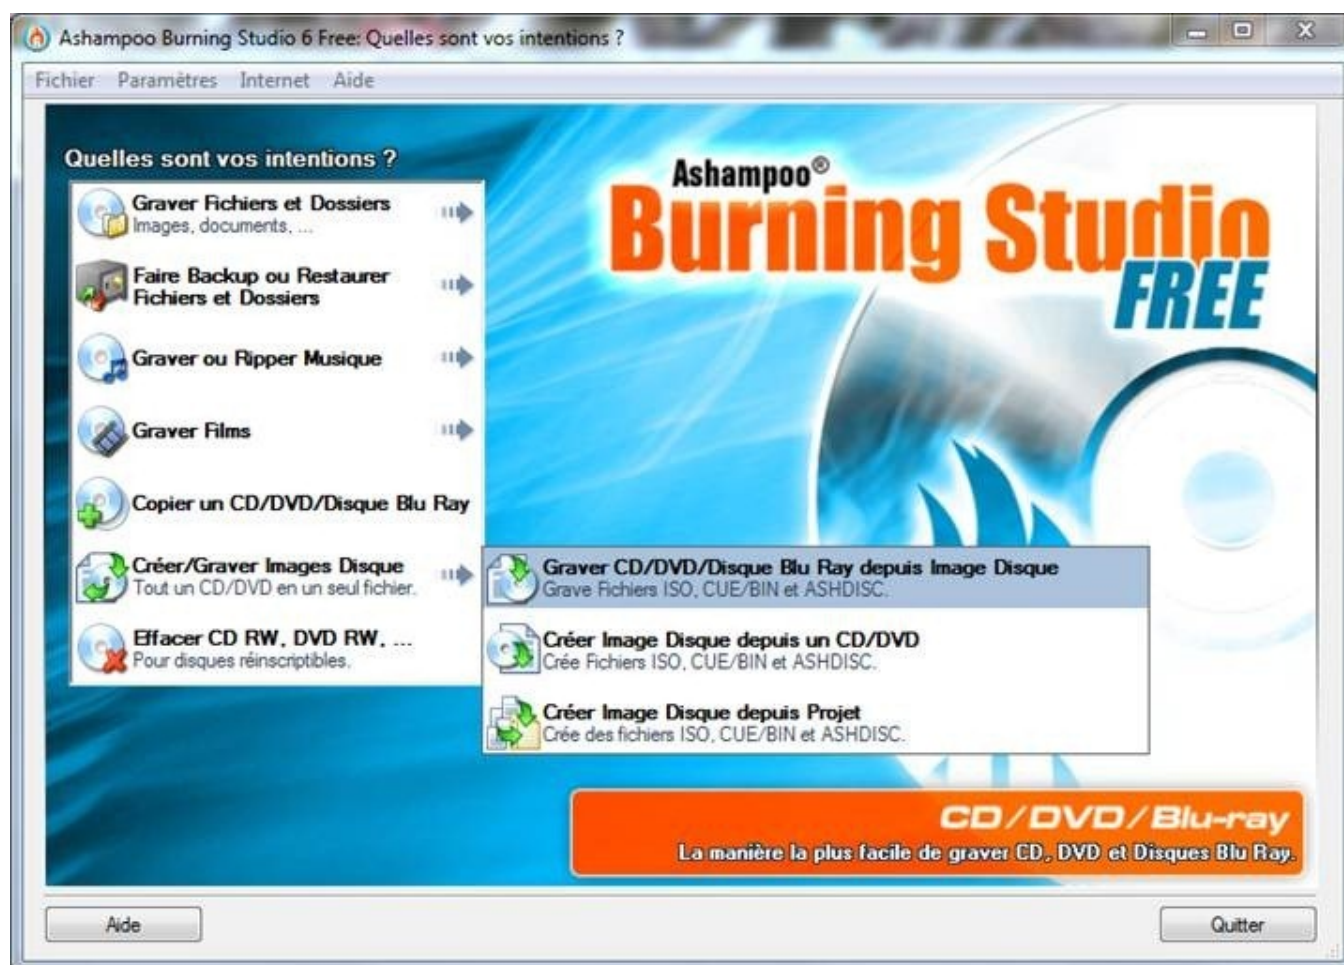 Ashampoo Burning Studio 6 Free: Quelles sont vos intentions ?
Fichier Paramètres Internet Aide
Quelles sont vos intentions ?
Graver Fichiers et Dossiers
Images, documents, ...
Faire Backup ou Restaurer
Fichiers et Dossiers
Graver ou Ripper Musique
Graver Films
Copier un CD/DVD/Disque Blu Ray
Créer/Graver Images Disque
Tout un CD/DVD en un seul fichier.
Effacer CD RW, DVD RW, ...
Pour disques réinscriptibles.
Ashampoo®
Burning Studio
FREE
Graver CD/DVD/Disque Blu Ray depuis Image Disque
Grave Fichiers ISO, CUE/BIN et ASHDISC.
Créer Image Disque depuis un CD/DVD
Crée Fichiers ISO, CUE/BIN et ASHDISC.
Créer Image Disque depuis Projet
Crée des fichiers ISO, CUE/BIN et ASHDISC.
CD/DVD/Blu-ray
La manière la plus facile de graver CD, DVD et Disques Blu Ray.
Aide
Quitter